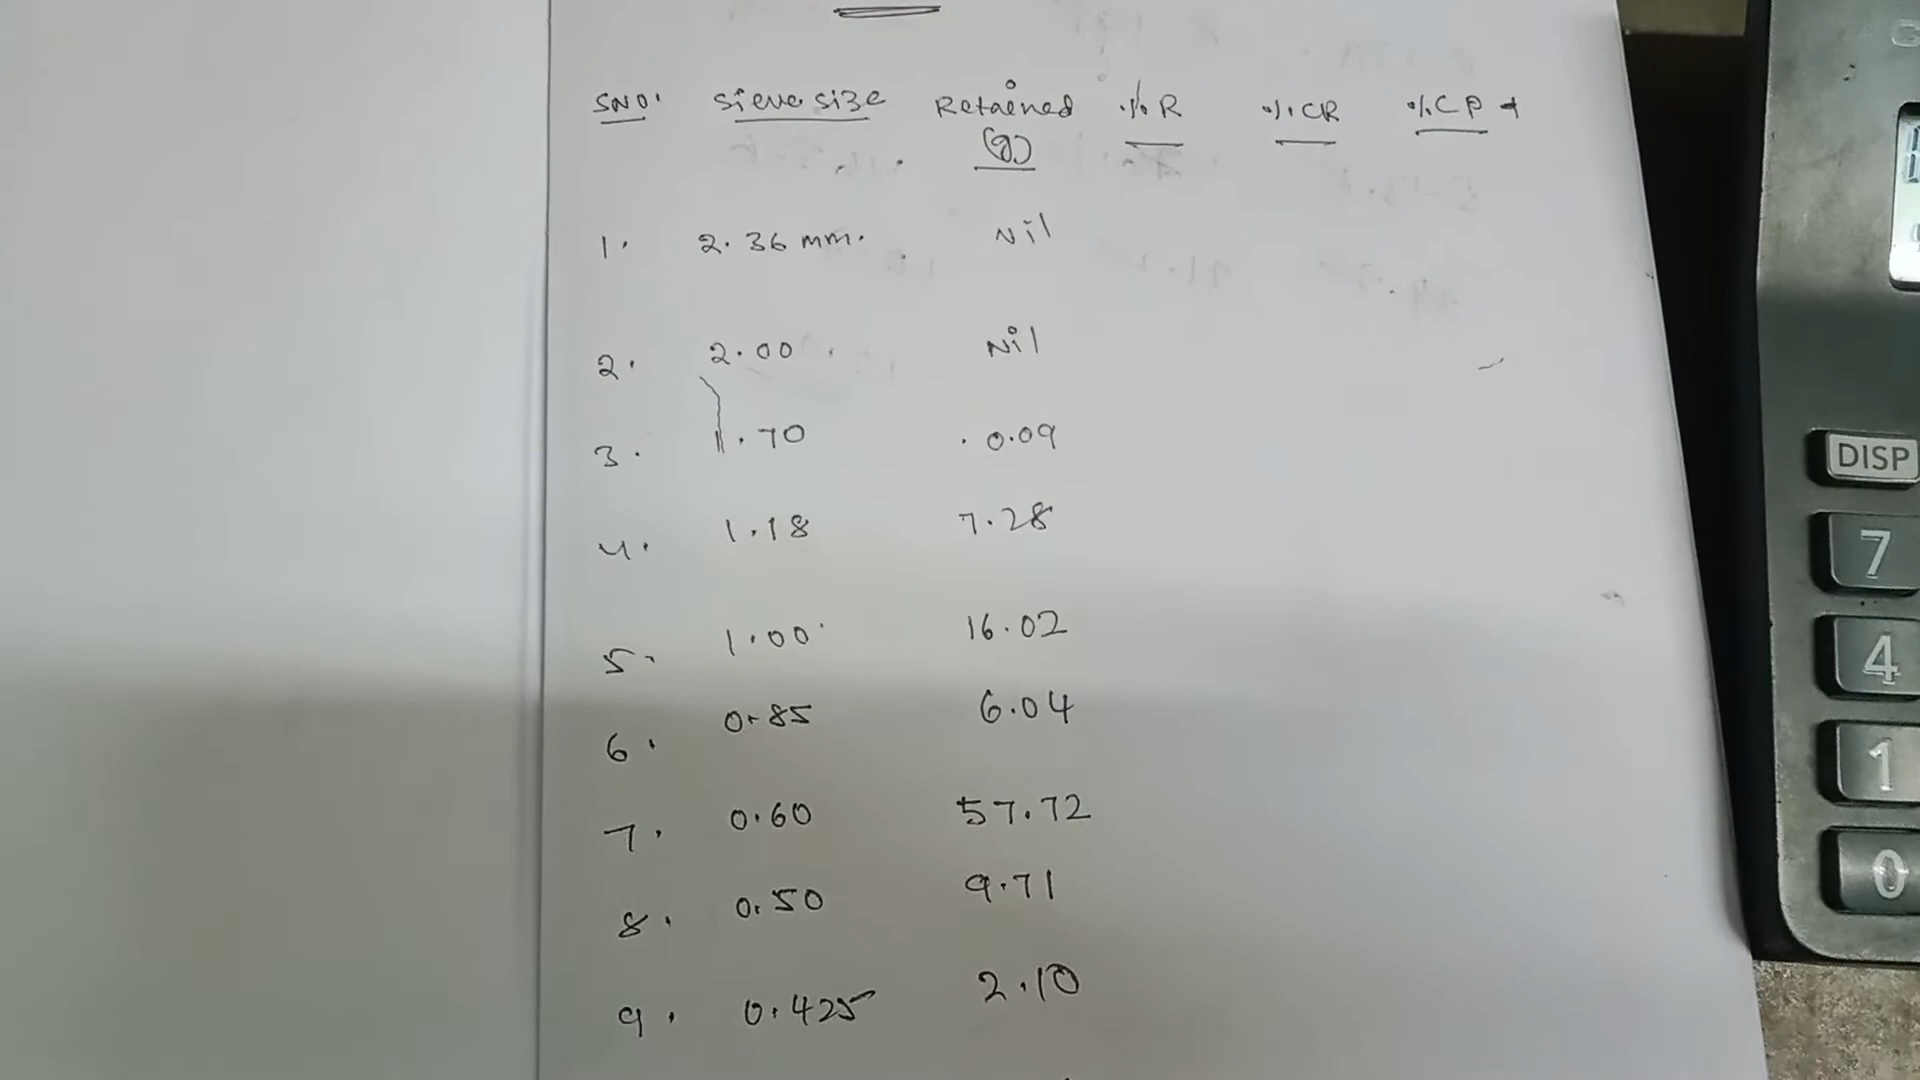 SNO. Sieve size Retained %R %CR %CP
(g)
1. 2.36 mm. Nil
2. 2.00 Nil
3. 1.70 0.09
4. 1.18 7.28
5. 1.00 16.02
6. 0.85 6.04
7. 0.60 57.72
8. 0.50 9.71
9. 0.425 2.10
DISP
7
4
1
0